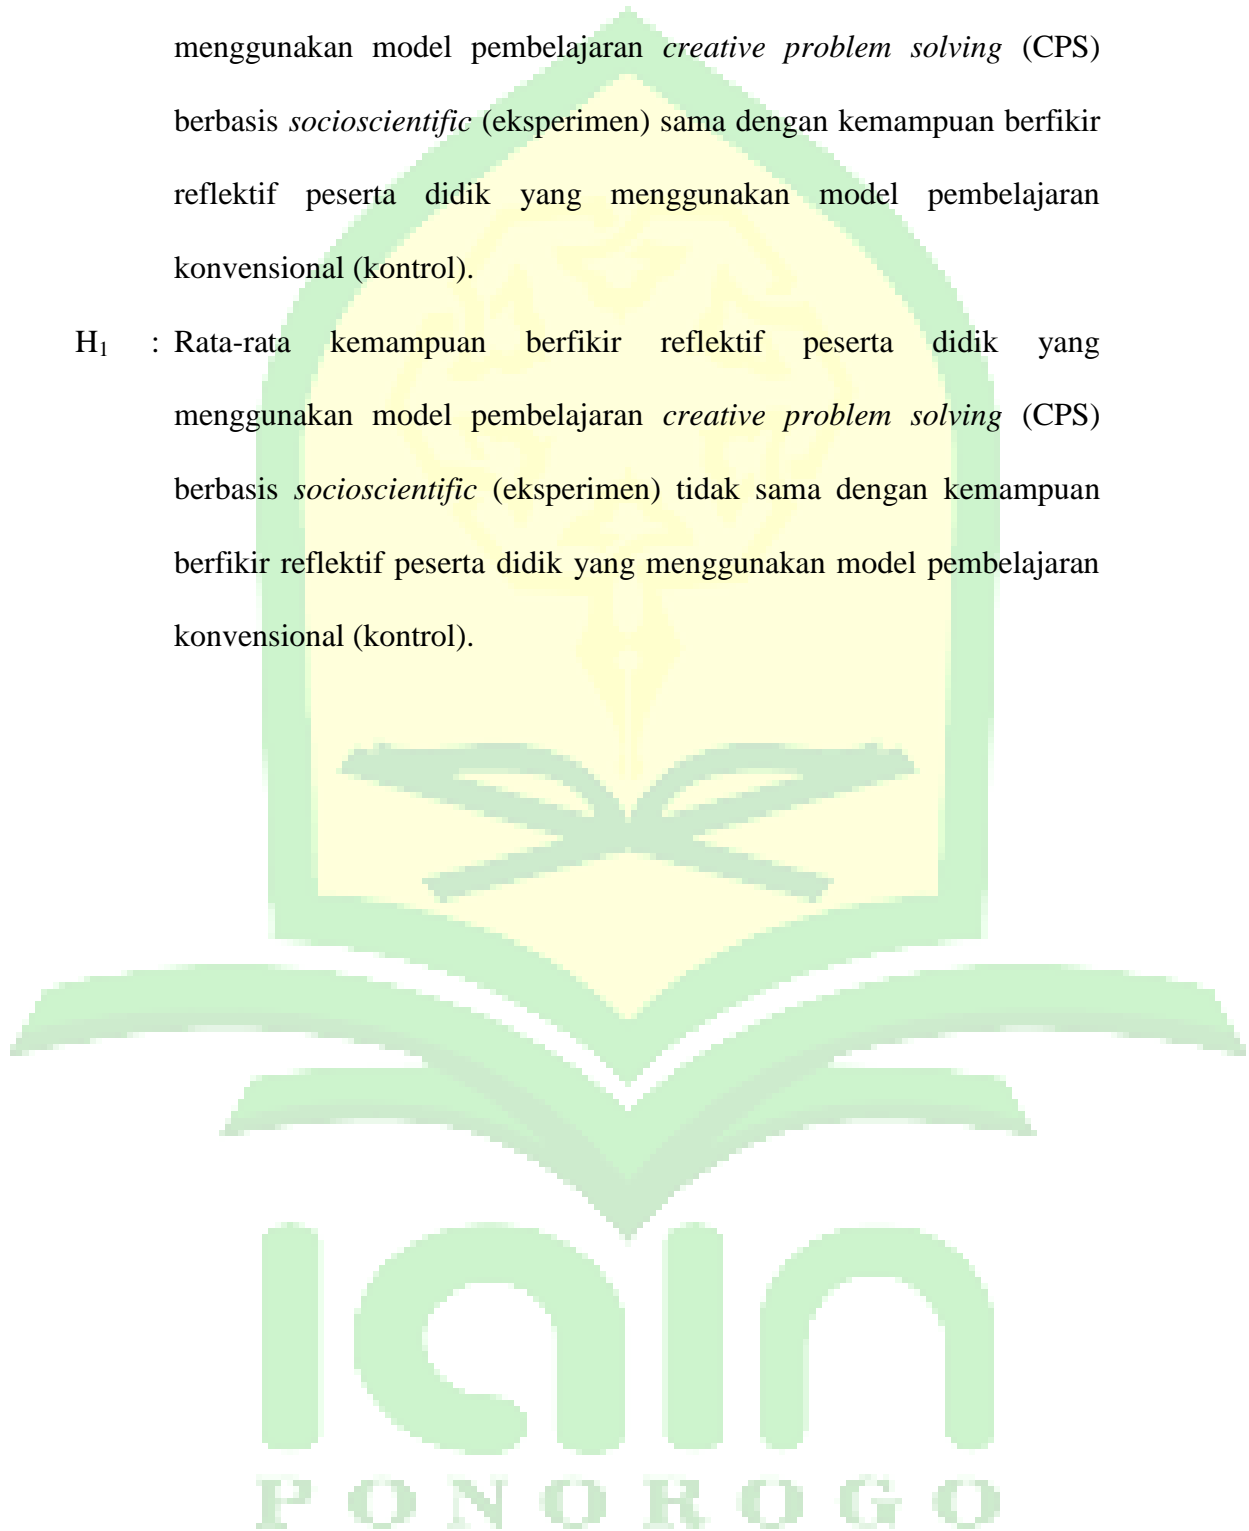 menggunakan model pembelajaran creative problem solving (CPS)
berbasis socioscientific (eksperimen) sama dengan kemampuan berfikir
reflektif peserta didik yang menggunakan model pembelajaran
konvensional (kontrol).
H₁ : Rata-rata kemampuan berfikir reflektif peserta didik yang
menggunakan model pembelajaran creative problem solving (CPS)
berbasis socioscientific (eksperimen) tidak sama dengan kemampuan
berfikir reflektif peserta didik yang menggunakan model pembelajaran
konvensional (kontrol).
iain
PONOROGO